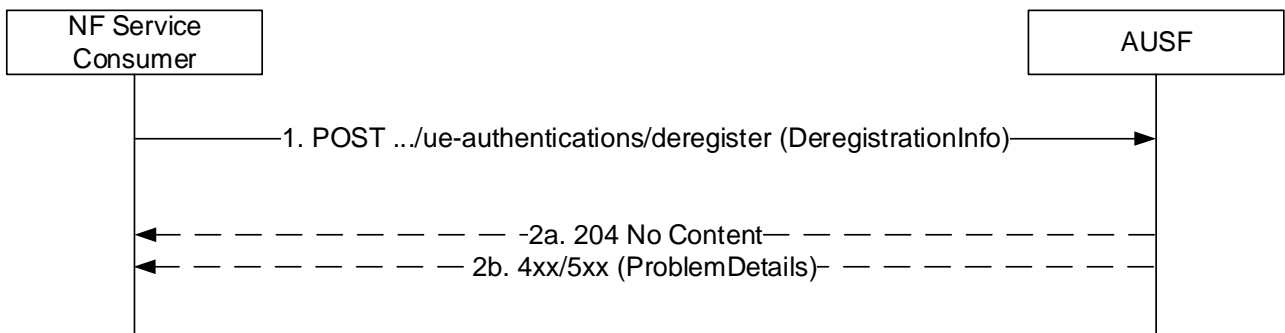 NF Service
Consumer
AUSF
1. POST .../ue-authentications/deregister (DeregistrationInfo)
2a. 204 No Content
2b. 4xx/5xx (ProblemDetails)